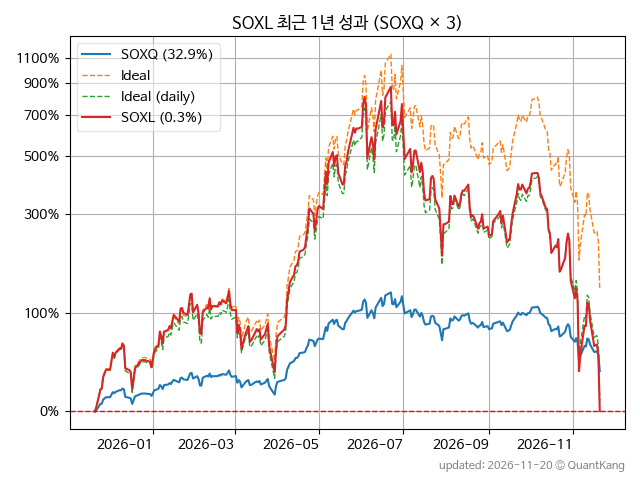 SOXL 최근 1년 성과 (SOXQ × 3)
SOXQ (32.9%)
Ideal
Ideal (daily)
SOXL (0.3%)
1100%
900%
700%
500%
300%
100%
0%
2026-01
2026-03
2026-05
2026-07
2026-09
2026-11
updated: 2026-11-20 © QuantKang